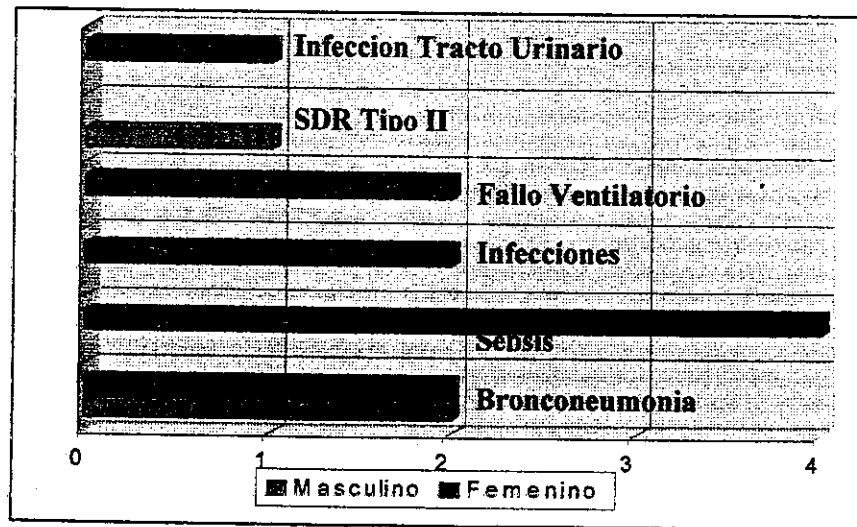 Infeccion Tracto Urinario
SDR Tipo II
Fallo Ventilatorio
Infecciones
Sepsis
Bronconeumonia
0 1 2 3 4
Masculino Femenino